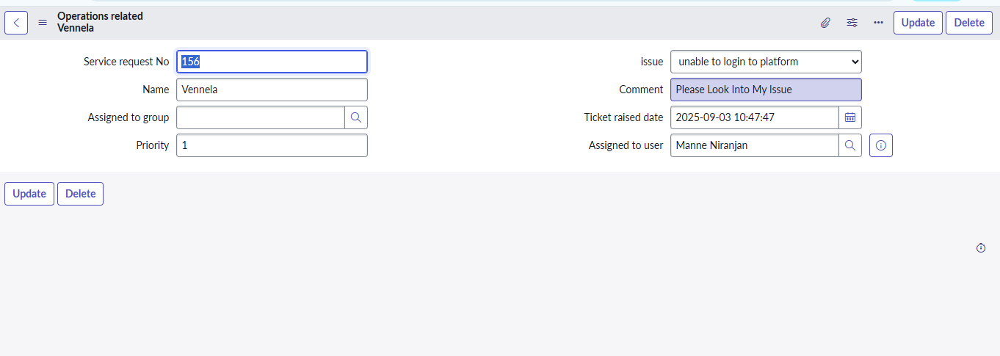 Operations related
Vennela
Update
Delete
Service request No
156
issue
unable to login to platform
Name
Vennela
Comment
Please Look Into My Issue
Assigned to group
Ticket raised date
2025-09-03 10:47:47
Priority
1
Assigned to user
Manne Niranjan
Update
Delete